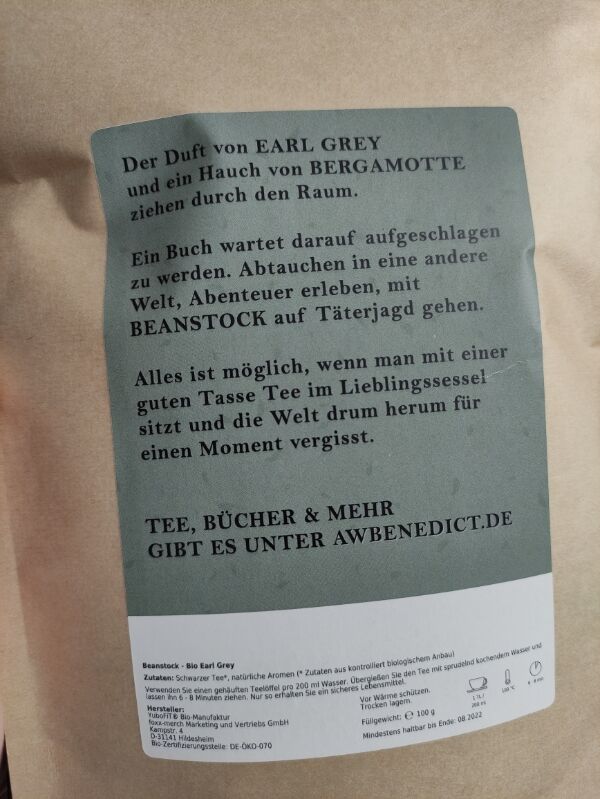 Der Duft von EARL GREY
und ein Hauch von BERGAMOTTE
ziehen durch den Raum.
Ein Buch wartet darauf aufgeschlagen
zu werden. Abtauchen in eine andere
Welt, Abenteuer erleben, mit
BEANSTOCK auf Täterjagd gehen.
Alles ist möglich, wenn man mit einer
guten Tasse Tee im Lieblingssessel
sitzt und die Welt drum herum für
einen Moment vergisst.
TEE, BÜCHER & MEHR
GIBT ES UNTER AWBENEDICT.DE
Beanstock - Bio Earl Grey
Zutaten: Schwarzer Tee*, natürliche Aromen (* Zutaten aus kontrolliert biologischem Anbau)
Verwenden Sie einen gehäuften Teelöffel pro 200 ml Wasser. Übergießen Sie den Tee mit sprudelnd kochendem Wasser und
lassen ihn 6 - 8 Minuten ziehen. Nur so erhalten Sie ein sicheres Lebensmittel.
Hersteller:
YuboFiT® Bio-Manufaktur
foxx-merch Marketing und Vertriebs GmbH
Kampstr. 4
D-31141 Hildesheim
Bio-Zertifizierungsstelle: DE-ÖKO-070
Vor Wärme schützen.
Trocken lagern.
Füllgewicht: ℮ 100 g
Mindestens haltbar bis Ende: 08.2022
1 TL /
200 ml
100 °C
6 - 8 min